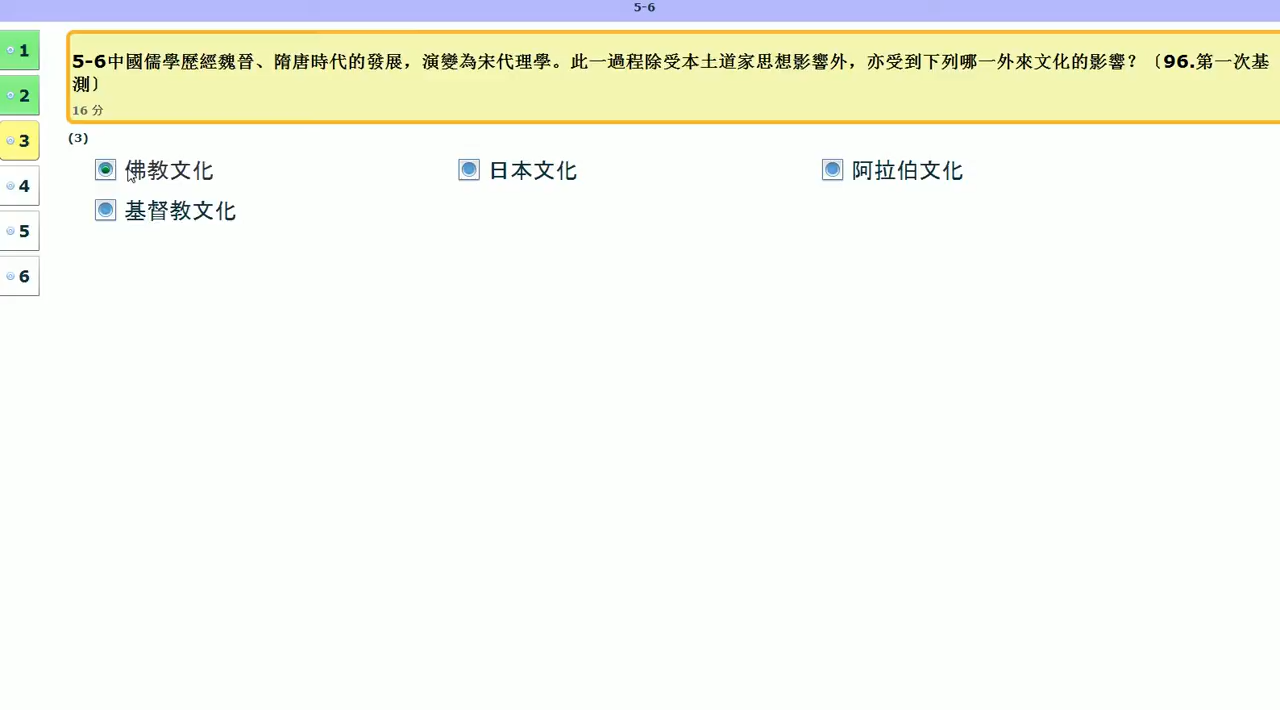 5-6
1
2
3
4
5
6
5-6中國儒學歷經魏晉、隋唐時代的發展，演變為宋代理學。此一過程除受本土道家思想影響外，亦受到下列哪一外來文化的影響？〔96.第一次基
測〕
16 分
(3)
佛教文化 日本文化 阿拉伯文化
基督教文化